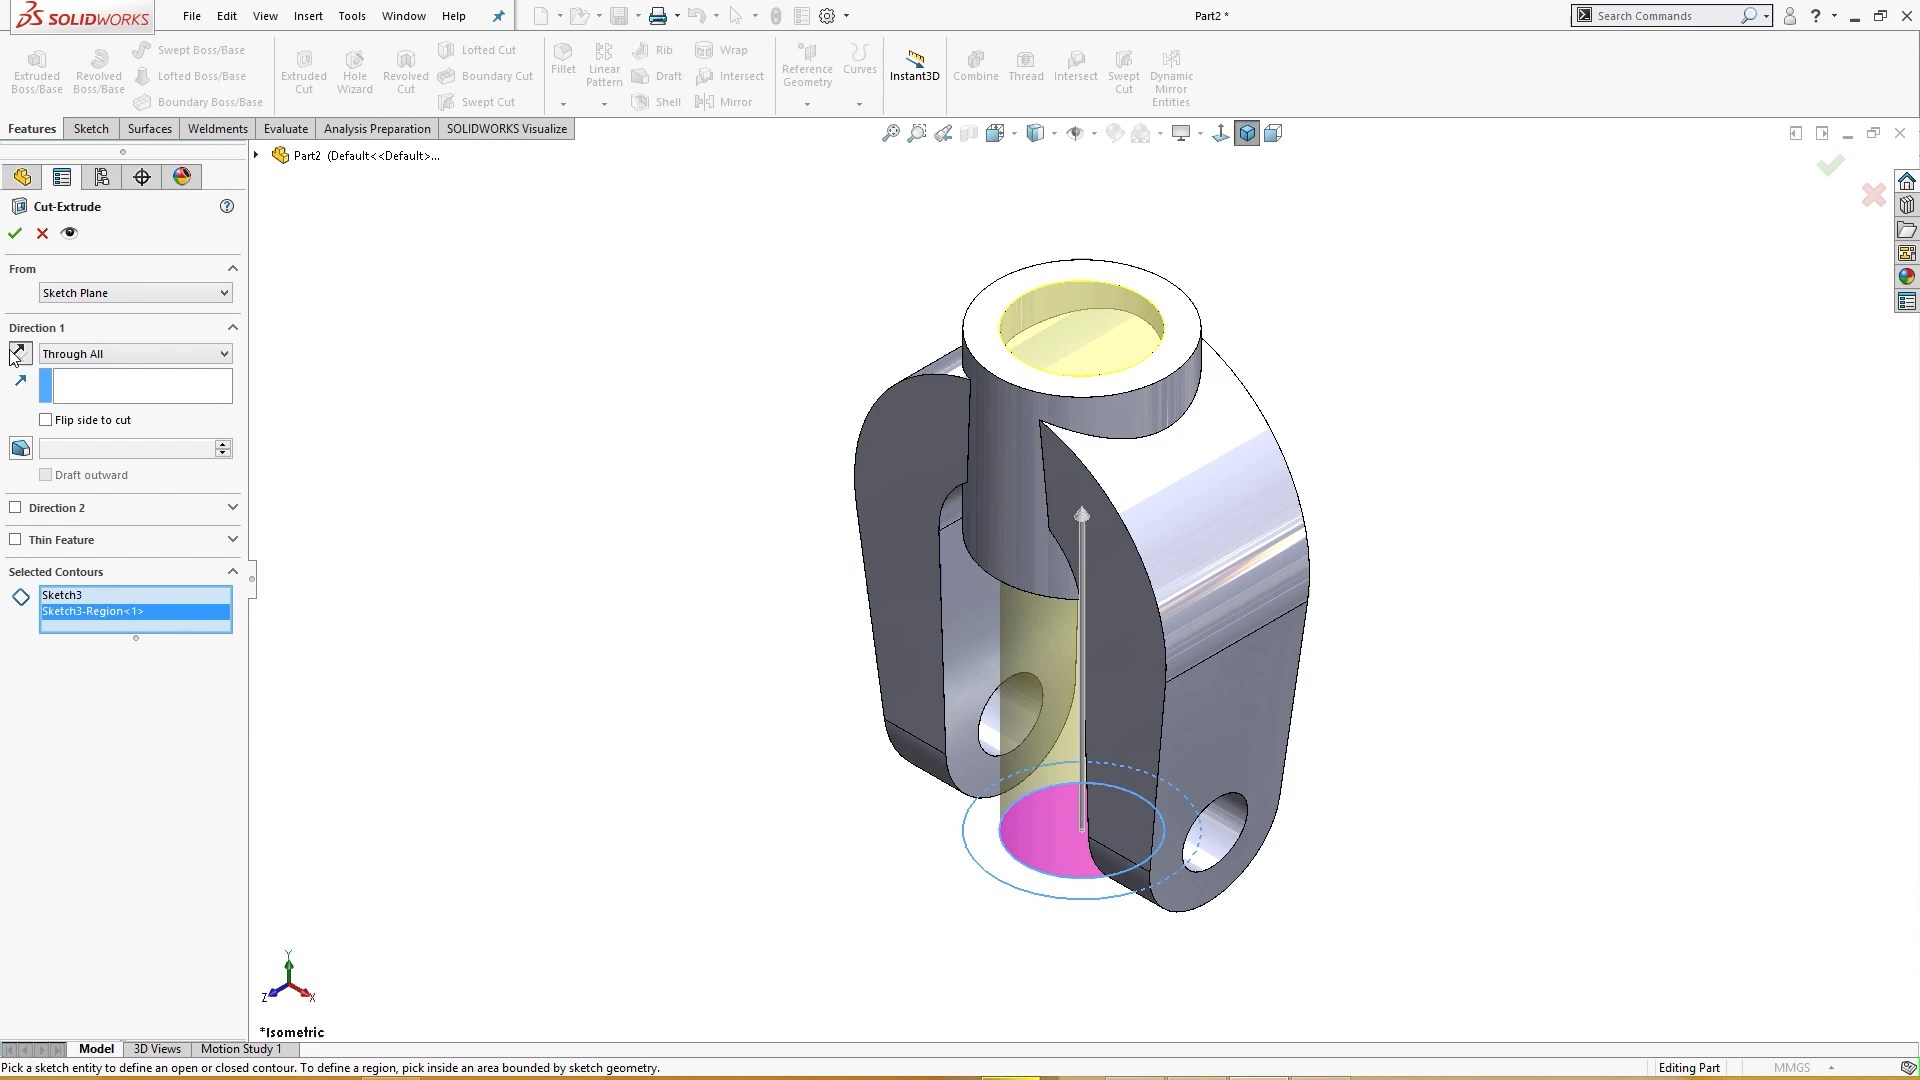 SOLIDWORKS
File Edit View Insert Tools Window Help
Part2 *
Search Commands
Extruded Boss/Base
Revolved Boss/Base
Swept Boss/Base
Lofted Boss/Base
Boundary Boss/Base
Extruded Cut
Hole Wizard
Revolved Cut
Lofted Cut
Boundary Cut
Swept Cut
Fillet
Linear Pattern
Rib
Draft
Shell
Wrap
Intersect
Mirror
Reference Geometry
Curves
Instant3D
Combine
Thread
Intersect
Swept Cut
Dynamic Mirror Entities
Features Sketch Surfaces Weldments Evaluate Analysis Preparation SOLIDWORKS Visualize
Part2 (Default<<Default>...
Cut-Extrude
From
Sketch Plane
Direction 1
Through All
Flip side to cut
Draft outward
Direction 2
Thin Feature
Selected Contours
Sketch3
Sketch3-Region<1>
Y
Z
X
*Isometric
Model 3D Views Motion Study 1
Pick a sketch entity to define an open or closed contour. To define a region, pick inside an area bounded by sketch geometry.
Editing Part
MMGS